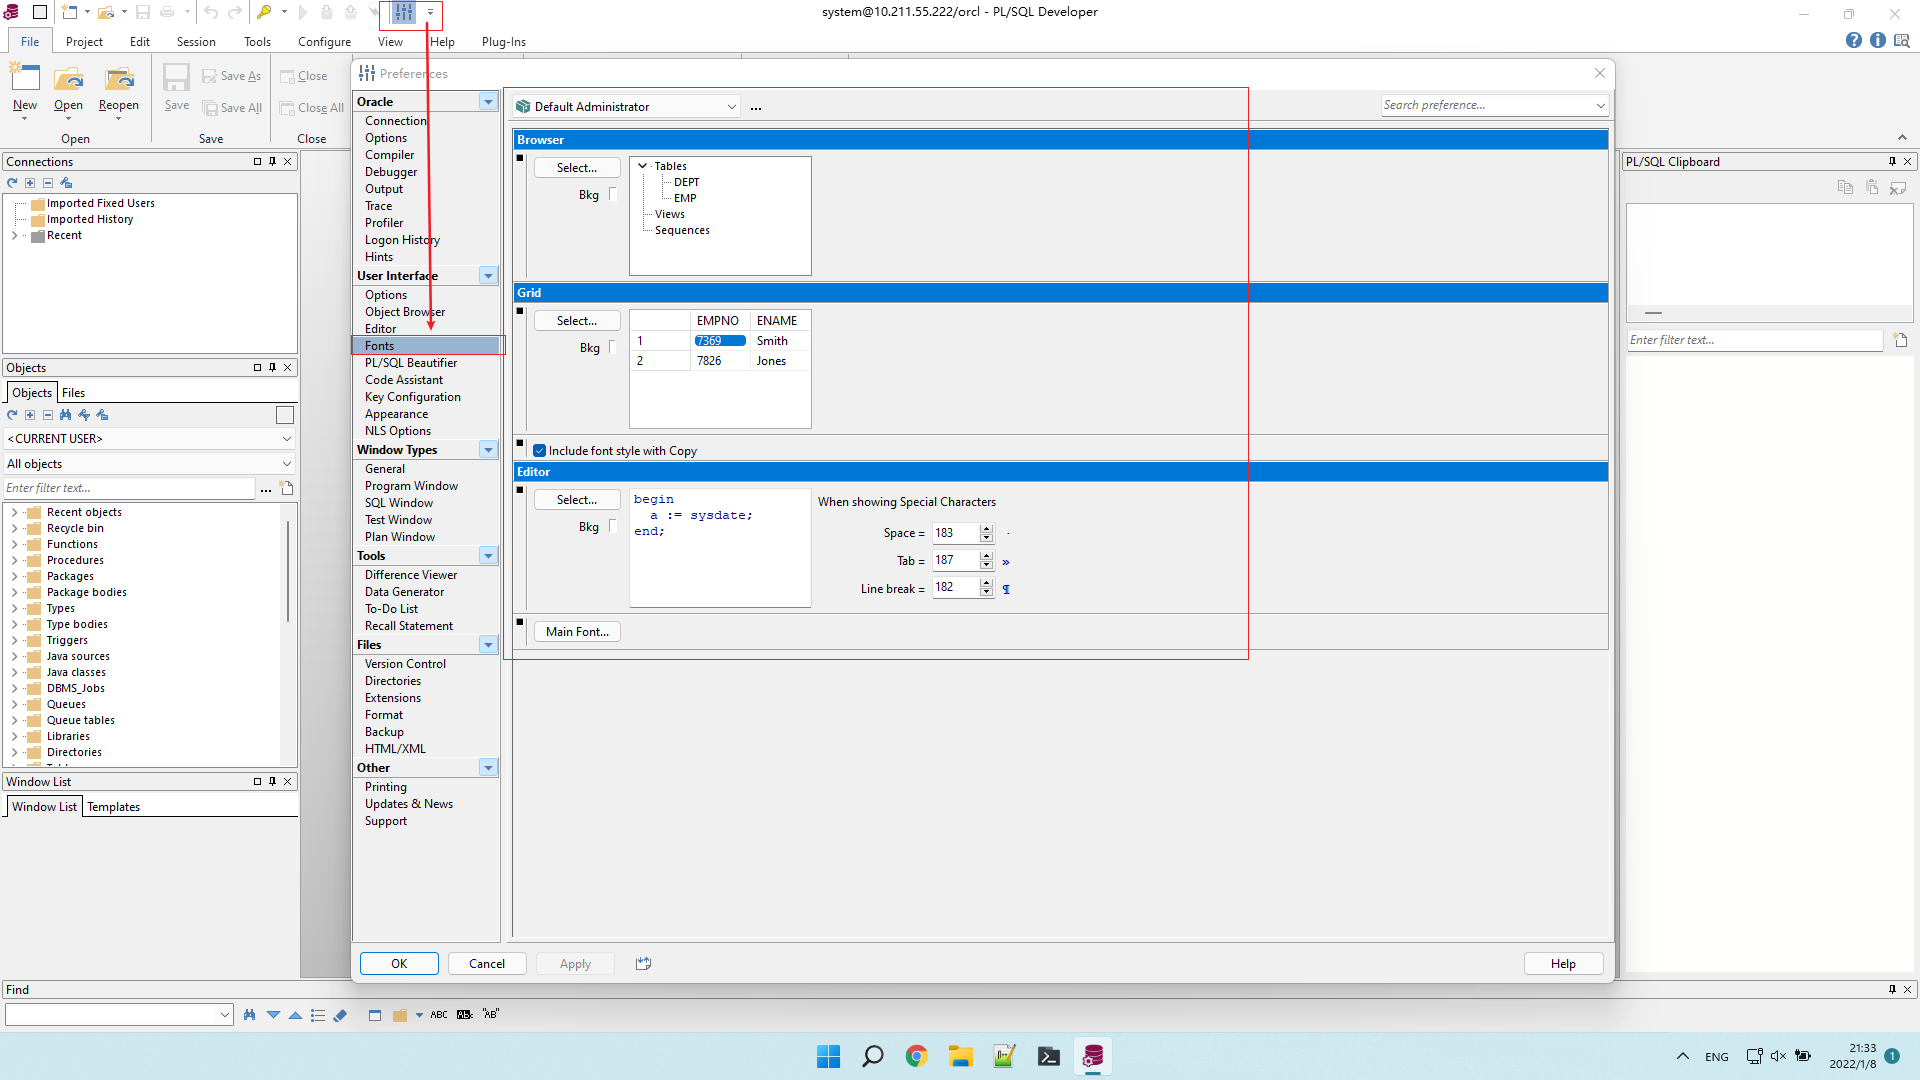 system@10.211.55.222/orcl - PL/SQL Developer
File Project Edit Session Tools Configure View Help Plug-Ins
New Open Reopen Save Save As Save All Close Close All
Open Save Close
Connections
Imported Fixed Users
Imported History
Recent
Objects
Objects Files
<CURRENT USER>
All objects
Enter filter text...
Recent objects
Recycle bin
Functions
Procedures
Packages
Package bodies
Types
Type bodies
Triggers
Java sources
Java classes
DBMS_Jobs
Queues
Queue tables
Libraries
Directories
Window List
Window List Templates
Preferences
Oracle
Connection
Options
Compiler
Debugger
Output
Trace
Profiler
Logon History
Hints
User Interface
Options
Object Browser
Editor
Fonts
PL/SQL Beautifier
Code Assistant
Key Configuration
Appearance
NLS Options
Window Types
General
Program Window
SQL Window
Test Window
Plan Window
Tools
Difference Viewer
Data Generator
To-Do List
Recall Statement
Files
Version Control
Directories
Extensions
Format
Backup
HTML/XML
Other
Printing
Updates & News
Support
Default Administrator ... Search preference...
Browser
Select...
Bkg
Tables
DEPT
EMP
Views
Sequences
Grid
Select...
Bkg
EMPNO ENAME
1 7369 Smith
2 7826 Jones
Include font style with Copy
Editor
Select...
Bkg
begin
a := sysdate;
end;
When showing Special Characters
Space = 183 ·
Tab = 187 »
Line break = 182 ¶
Main Font...
OK Cancel Apply Help
PL/SQL Clipboard
Enter filter text...
Find
ABC AB "AB"
ENG
21:33
2022/1/8
1